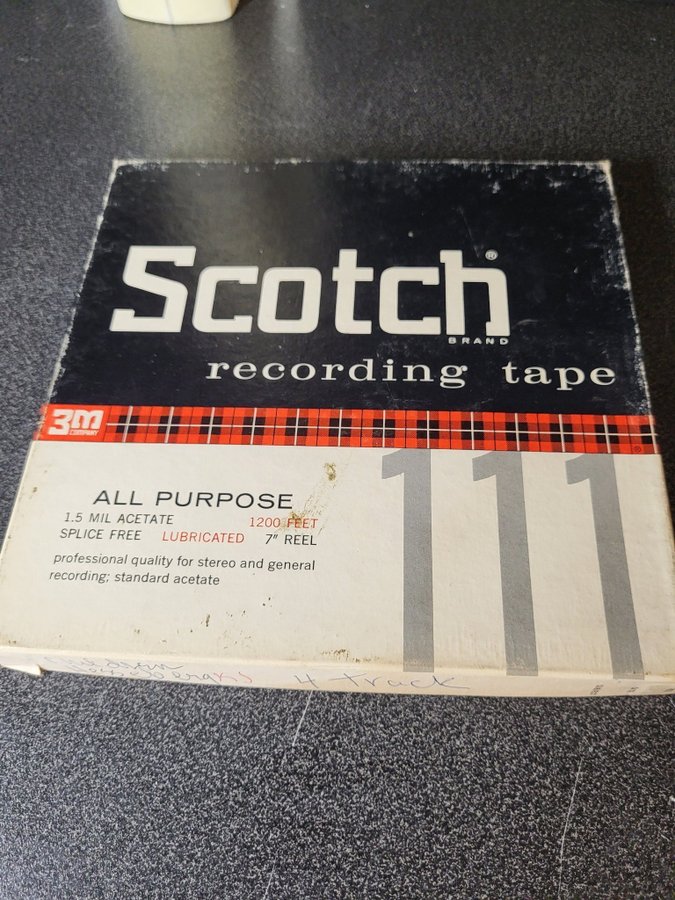 Scotch®
BRAND
recording tape
3M
COMPANY
111
ALL PURPOSE
1.5 MIL ACETATE 1200 FEET
SPLICE FREE LUBRICATED 7" REEL
professional quality for stereo and general
recording; standard acetate
4 Track